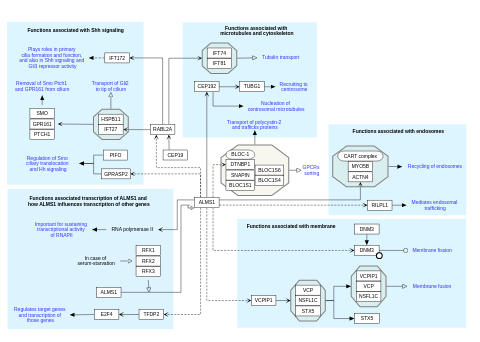 Functions associated with Shh signaling
Plays roles in primary
cilia formation and function,
and also in Shh signaling and
Gli3 repressor activity
IFT172
Removal of Smo Ptch1
and GPR161 from cilium
Transport of Gli2
to tip of cilium
SMO
GPR161
PTCH1
HSPB11
IFT27
RABL2A
Regulation of Smo
ciliary translocation
and Hh signaling
PIFO
GPRASP2
CEP19
Functions associated with
microtubules and cytoskeleton
IFT74
IFT81
Tubulin transport
CEP192
TUBG1
Recruiting to
centrosome
Nucleation of
centrosomal microtubules
Transport of polycystin-2
and traffics proteins
BLOC-1
DTNBP1
SNAPIN
BLOC1S1
BLOC1S6
BLOC1S4
GPCRs
sorting
Functions associated with endosomes
CART complex
MYO5B
ACTN4
Recycling of endosomes
RILPL1
Mediates endosomal
trafficking
Functions associated transcription of ALMS1 and
how ALMS1 influences transcription of other genes
ALMS1
Important for sustaining
transcriptional activity
of RNAPII
RNA polymerase II
In case of
serum-starvation
RFX1
RFX2
RFX3
ALMS1
Regulates target genes
and transcription of
those genes
E2F4
TFDP2
Functions associated with membrane
DNM3
DNM3
Membrane fission
VCPIP1
VCP
NSFL1C
STX5
VCPIP1
VCP
NSFL1C
Membrane fusion
STX5